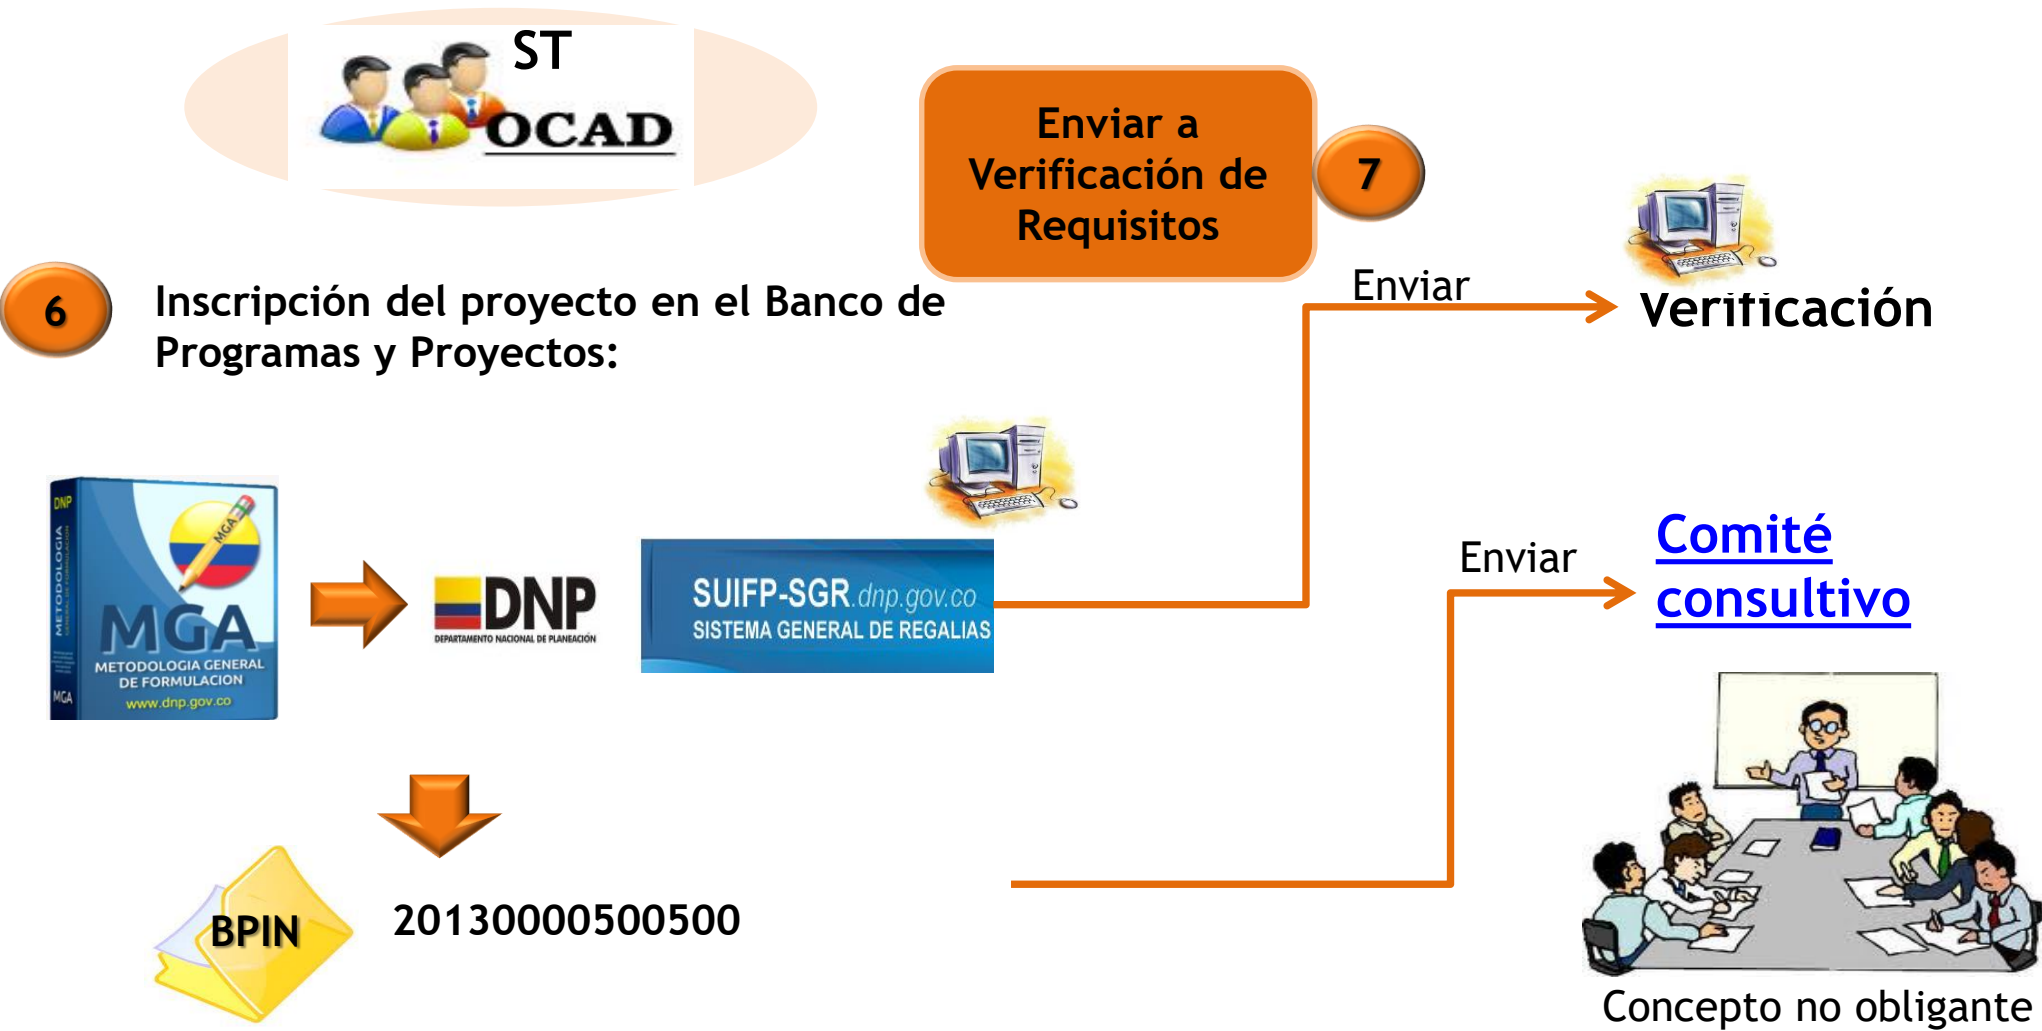 ST
OCAD
Enviar a
Verificación de
Requisitos
7
6
Inscripción del proyecto en el Banco de
Programas y Proyectos:
Enviar
Verificación
DNP
METODOLOGIA
MGA
MGA
MGA
METODOLOGIA GENERAL
DE FORMULACION
www.dnp.gov.co
DNP
DEPARTAMENTO NACIONAL DE PLANEACIÓN
SUIFP-SGR.dnp.gov.co
SISTEMA GENERAL DE REGALIAS
Enviar
Comité
consultivo
BPIN
20130000500500
Concepto no obligante